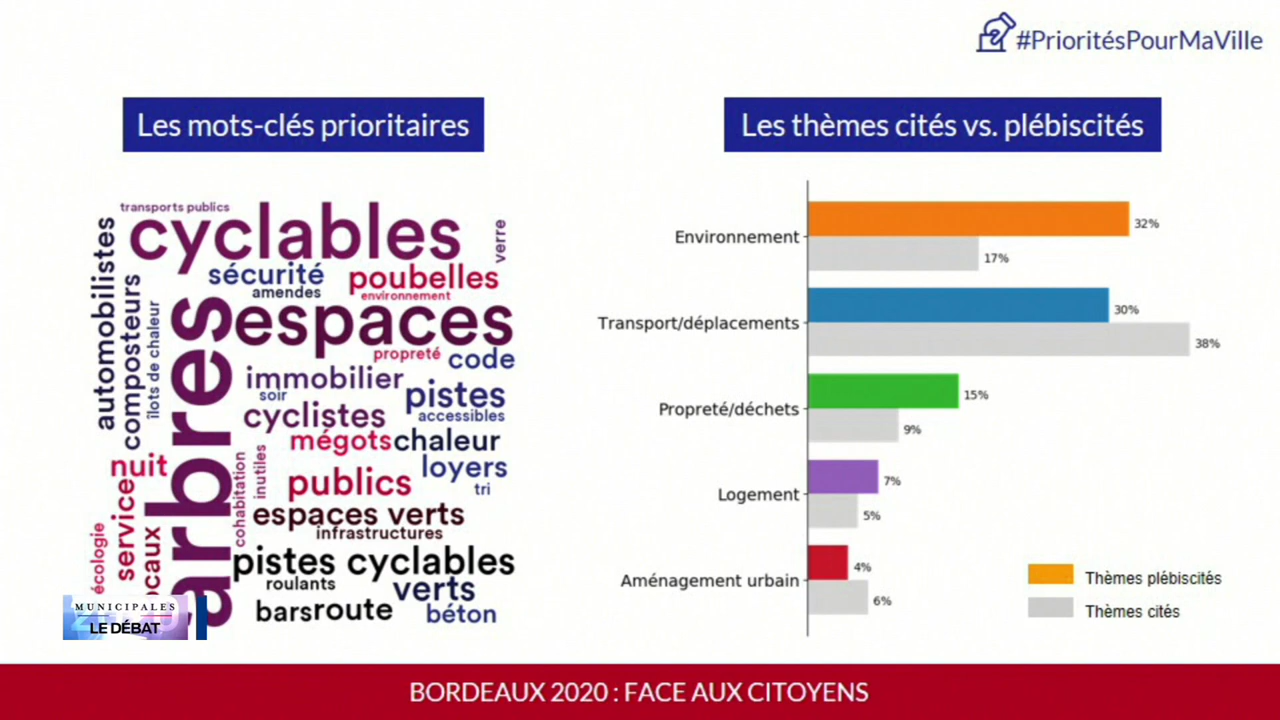 #PrioritésPourMaVille
Les mots-clés prioritaires
transports publics
cyclables
verre
automobilistes
sécurité
poubelles
composteurs
amendes
environnement
îlots de chaleur
arbres
espaces
propreté
code
immobilier
soir
pistes
cyclistes
accessibles
mégots
chaleur
nuit
cohabitation
inutiles
loyers
publics
tri
service
espaces verts
écologie
infrastructures
pistes cyclables
roulants
verts
bars
route
béton
Les thèmes cités vs. plébiscités
Environnement
32%
17%
Transport/déplacements
30%
38%
Propreté/déchets
15%
9%
Logement
7%
5%
Aménagement urbain
4%
6%
Thèmes plébiscités
Thèmes cités
MUNICIPALES
LE DÉBAT
BORDEAUX 2020 : FACE AUX CITOYENS